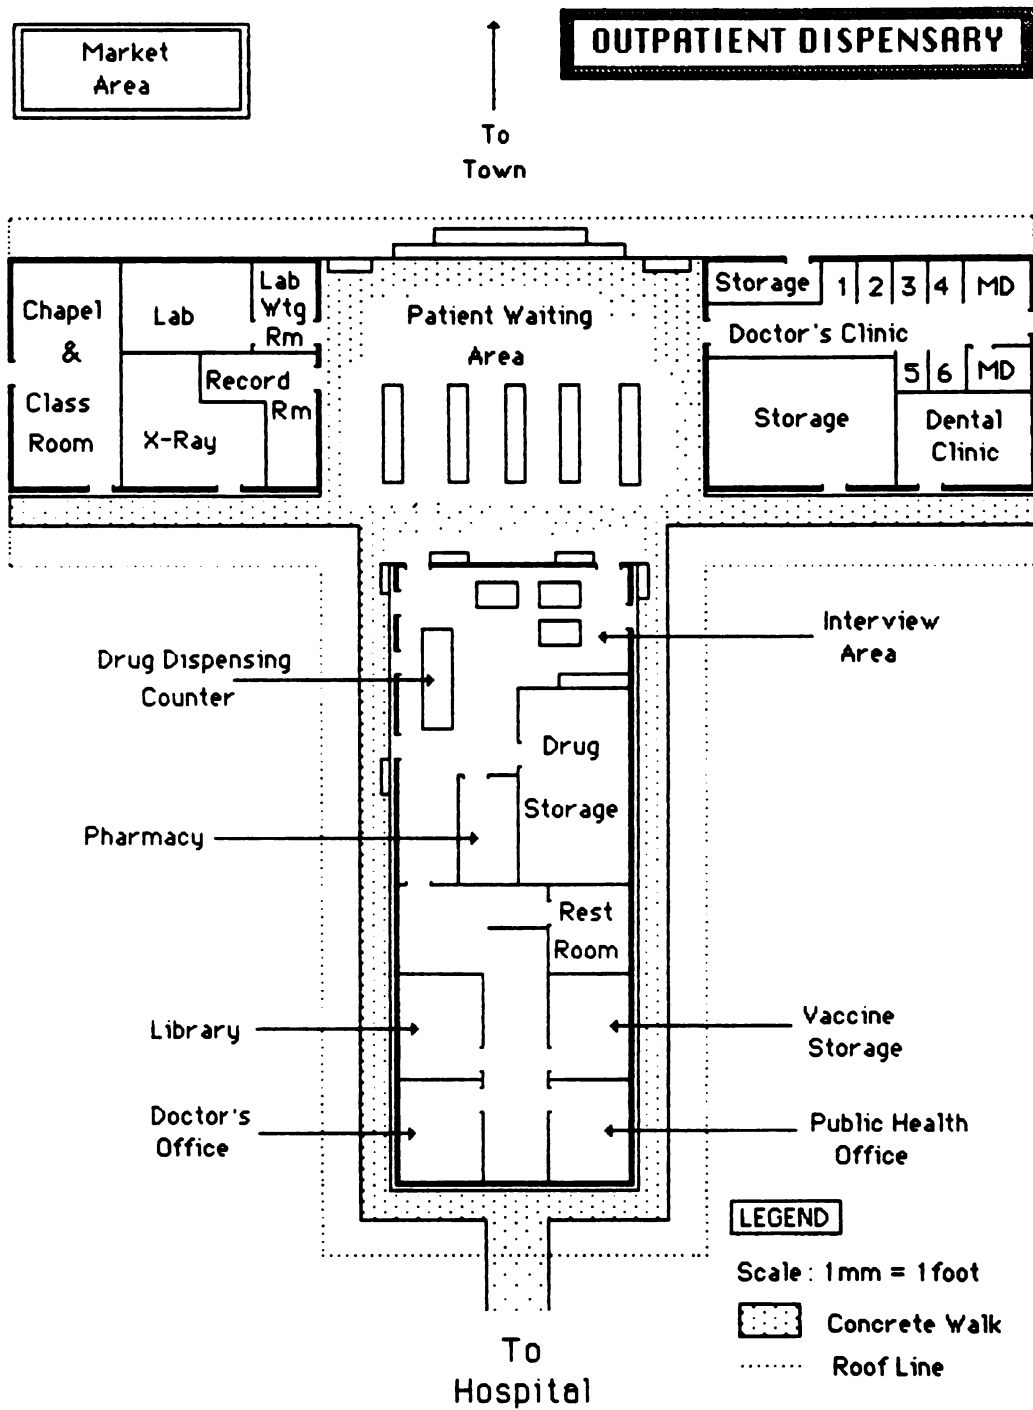 Market
Area
OUTPATIENT DISPENSARY
To
Town
Chapel
&
Class
Room
Lab
Lab
Wtg
Rm
Record
Rm
X-Ray
Patient Waiting
Area
Storage
1
2
3
4
MD
Doctor's Clinic
5
6
MD
Storage
Dental
Clinic
Interview
Area
Drug Dispensing
Counter
Drug
Storage
Pharmacy
Rest
Room
Library
Vaccine
Storage
Doctor's
Office
Public Health
Office
LEGEND
Scale : 1mm = 1foot
Concrete Walk
Roof Line
To
Hospital